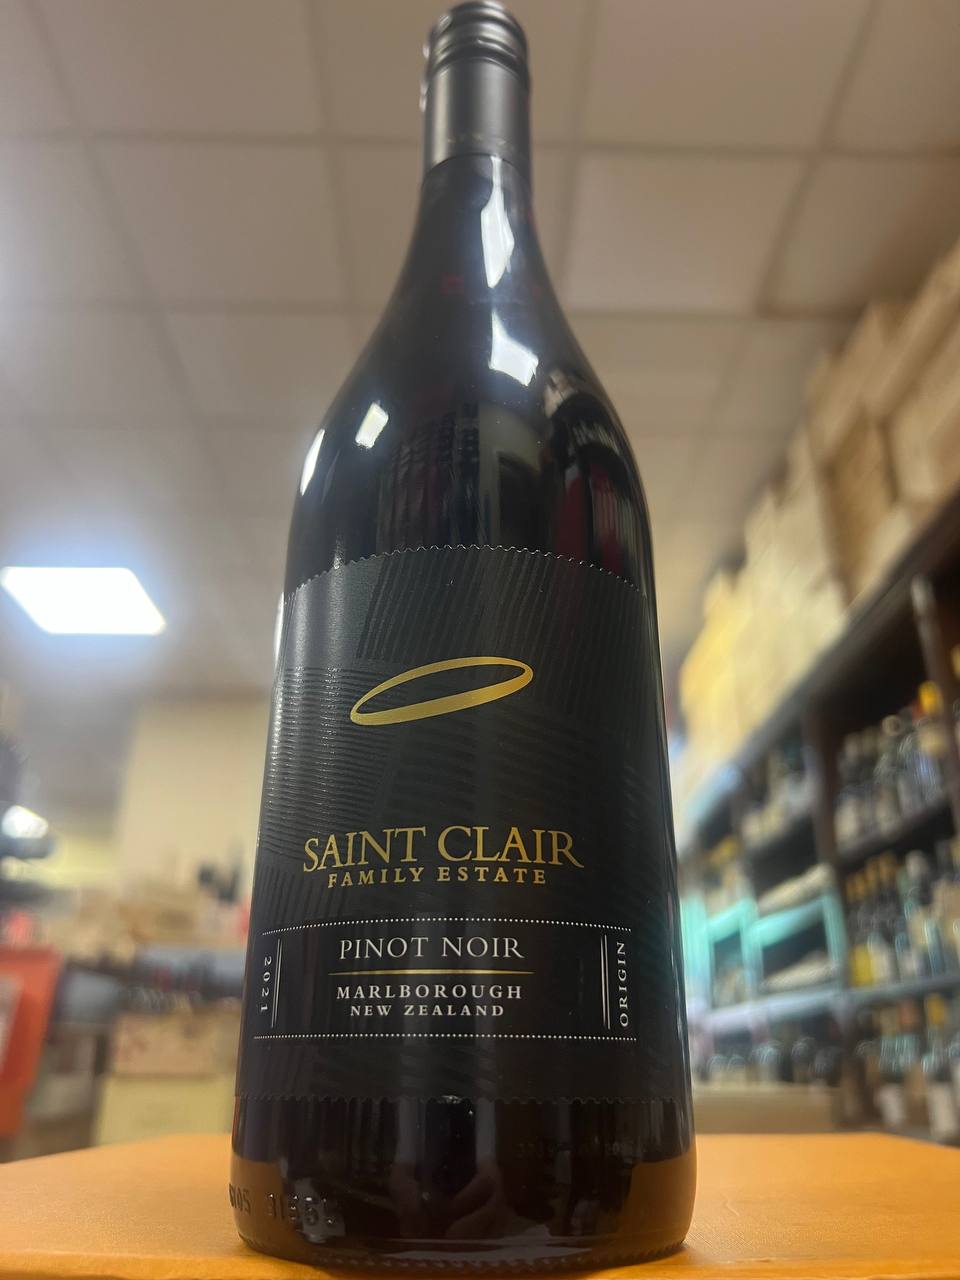 SAINT CLAIR
FAMILY ESTATE
2021
PINOT NOIR
MARLBOROUGH
NEW ZEALAND
ORIGIN